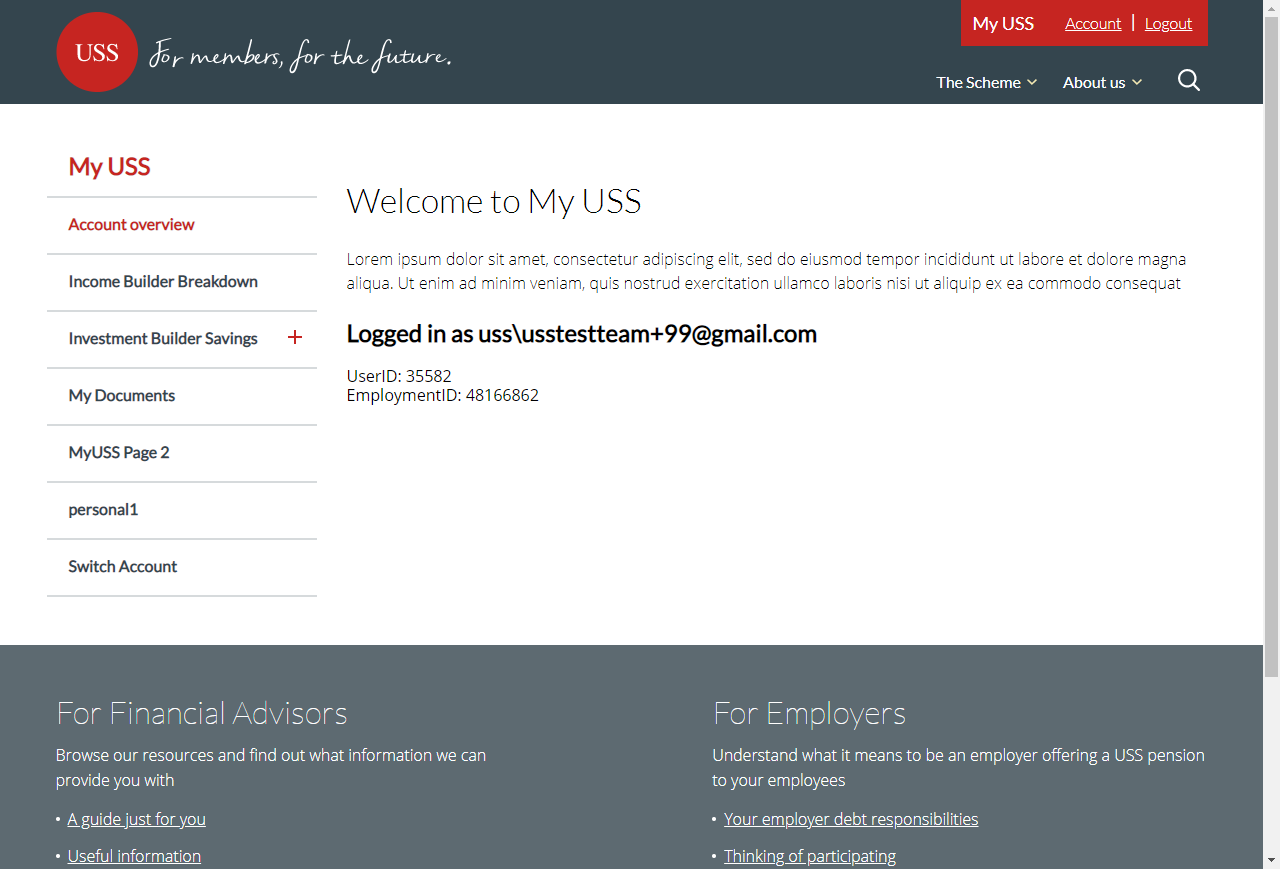 USS
For members, for the future.
My USS Account | Logout
The Scheme About us
My USS
Account overview
Income Builder Breakdown
Investment Builder Savings
My Documents
MyUSS Page 2
personal1
Switch Account
Welcome to My USS
Lorem ipsum dolor sit amet, consectetur adipiscing elit, sed do eiusmod tempor incididunt ut labore et dolore magna
aliqua. Ut enim ad minim veniam, quis nostrud exercitation ullamco laboris nisi ut aliquip ex ea commodo consequat
Logged in as uss\usstestteam+99@gmail.com
UserID: 35582
EmploymentID: 48166862
For Financial Advisors
Browse our resources and find out what information we can
provide you with
• A guide just for you
• Useful information
For Employers
Understand what it means to be an employer offering a USS pension
to your employees
• Your employer debt responsibilities
• Thinking of participating